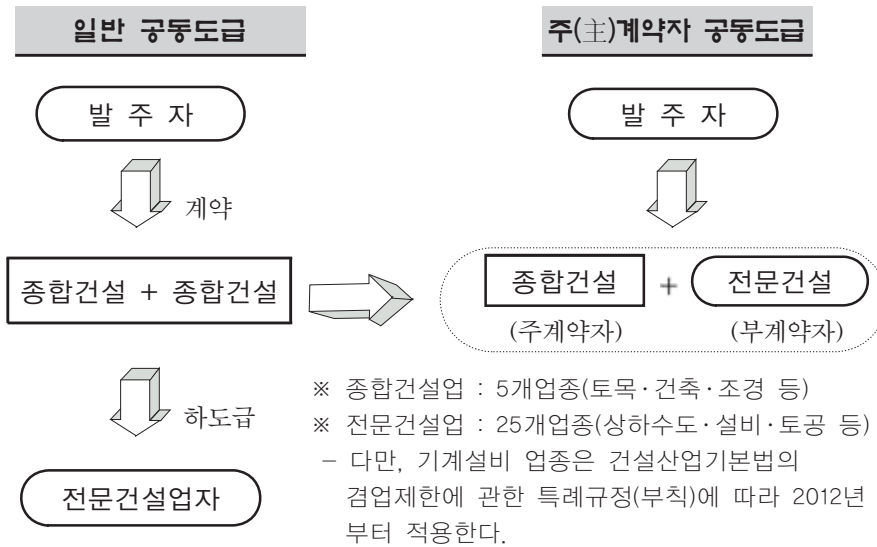 일반 공동도급
주(主)계약자 공동도급
발 주 자
발 주 자
계약
종합건설 + 종합건설
종합건설 + 전문건설
(주계약자) (부계약자)
하도급
전문건설업자
※ 종합건설업 : 5개업종(토목·건축·조경 등)
※ 전문건설업 : 25개업종(상하수도·설비·토공 등)
- 다만, 기계설비 업종은 건설산업기본법의
겸업제한에 관한 특례규정(부칙)에 따라 2012년
부터 적용한다.